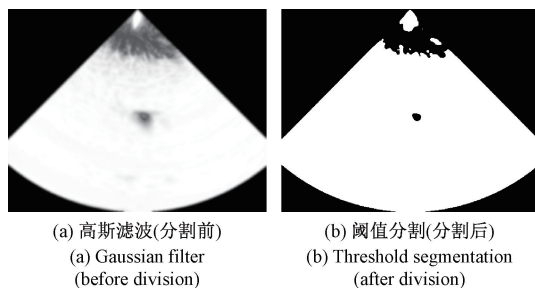 (a) 高斯滤波(分割前)
(a) Gaussian filter
(before division)
(b) 阈值分割(分割后)
(b) Threshold segmentation
(after division)